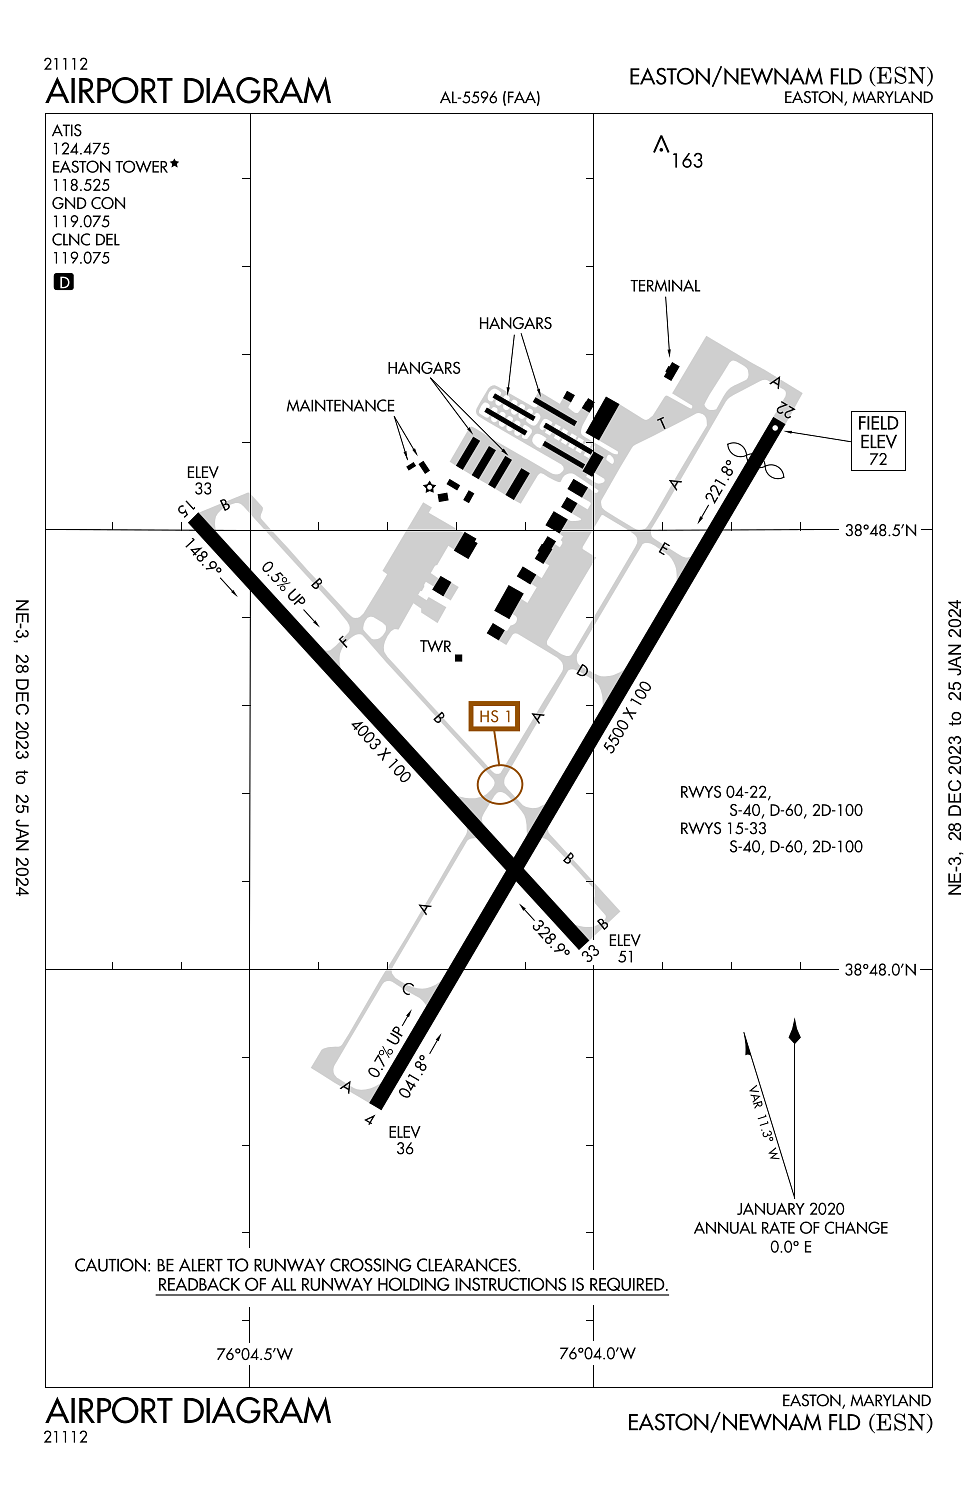 21112
AIRPORT DIAGRAM
AL-5596 (FAA)
EASTON/NEWNAM FLD (ESN)
EASTON, MARYLAND
ATIS
124.475
EASTON TOWER★
118.525
GND CON
119.075
CLNC DEL
119.075
D
163
TERMINAL
HANGARS
HANGARS
MAINTENANCE
A
22
FIELD
ELEV
72
T
221.8°
A
ELEV
33
15
B
38°48.5'N
E
148.9°
0.5% UP
B
F
TWR
D
NE-3, 28 DEC 2023 to 25 JAN 2024
NE-3, 28 DEC 2023 to 25 JAN 2024
HS 1
B
A
5500 X 100
4003 X 100
RWYS 04-22,
S-40, D-60, 2D-100
RWYS 15-33
S-40, D-60, 2D-100
B
A
B
328.9°
33
ELEV
51
38°48.0'N
C
0.7% UP
041.8°
A
4
ELEV
36
VAR 11.3° W
JANUARY 2020
ANNUAL RATE OF CHANGE
0.0° E
CAUTION: BE ALERT TO RUNWAY CROSSING CLEARANCES.
READBACK OF ALL RUNWAY HOLDING INSTRUCTIONS IS REQUIRED.
76°04.5'W
76°04.0'W
AIRPORT DIAGRAM
21112
EASTON, MARYLAND
EASTON/NEWNAM FLD (ESN)